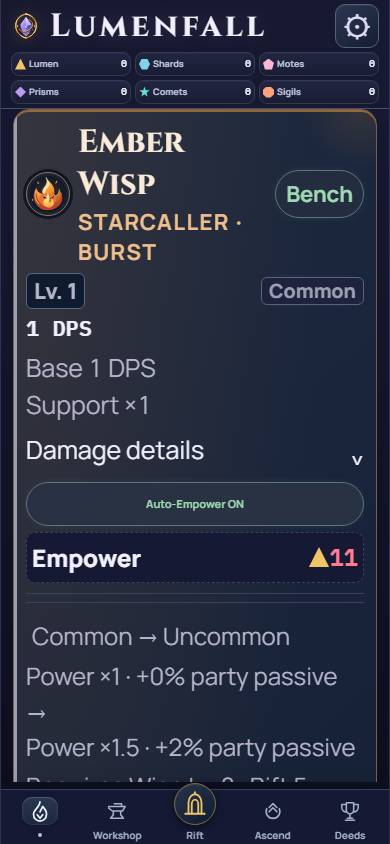 LUMENFALL
Lumen 0
Shards 0
Motes 0
Prisms 0
Comets 0
Sigils 0
EMBER
WISP
STARCALLER ·
BURST
Bench
Lv. 1
Common
1 DPS
Base 1 DPS
Support ×1
Damage details
v
Auto-Empower ON
Empower
11
Common → Uncommon
Power ×1 · +0% party passive
→
Power ×1.5 · +2% party passive
Workshop
Rift
Ascend
Deeds